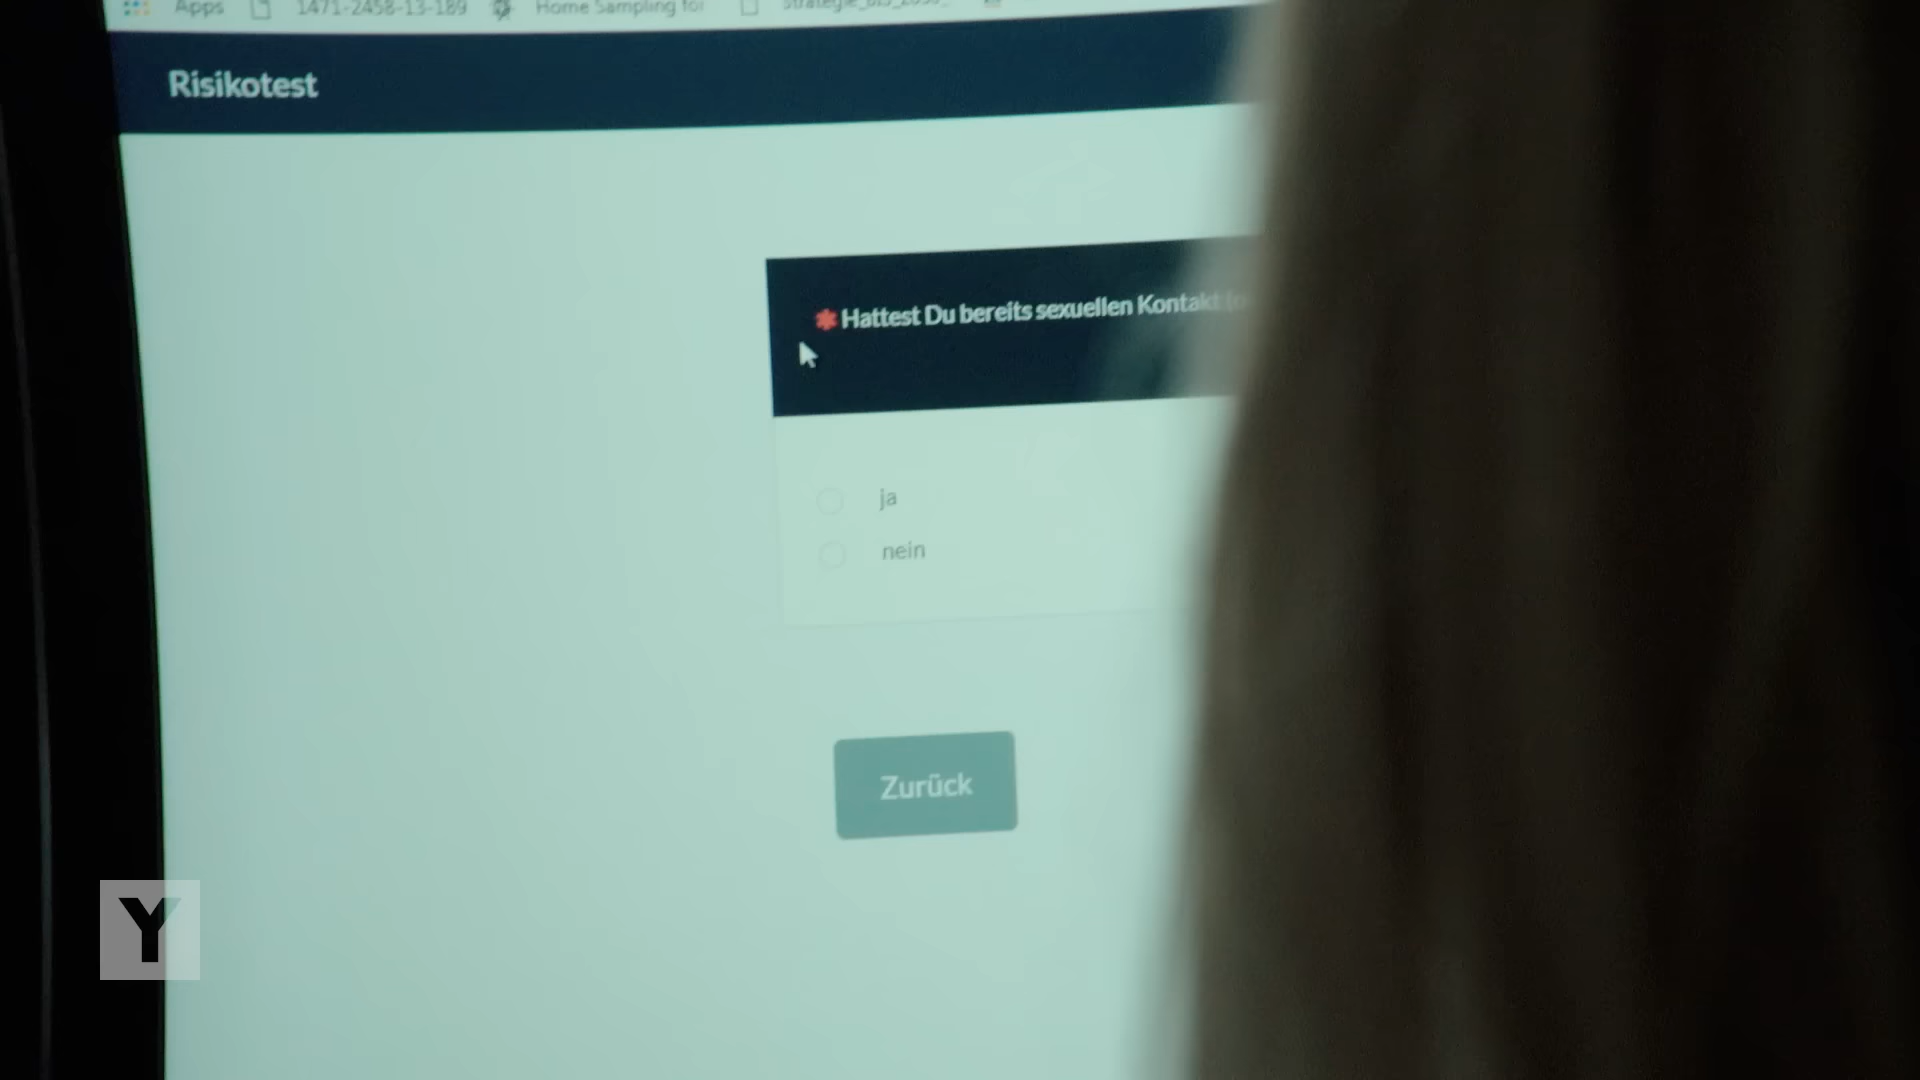 Apps 1471-2458-13-189 Home Sampling for
Risikotest
* Hattest Du bereits sexuellen Kontakt
ja
nein
Zurück
Y